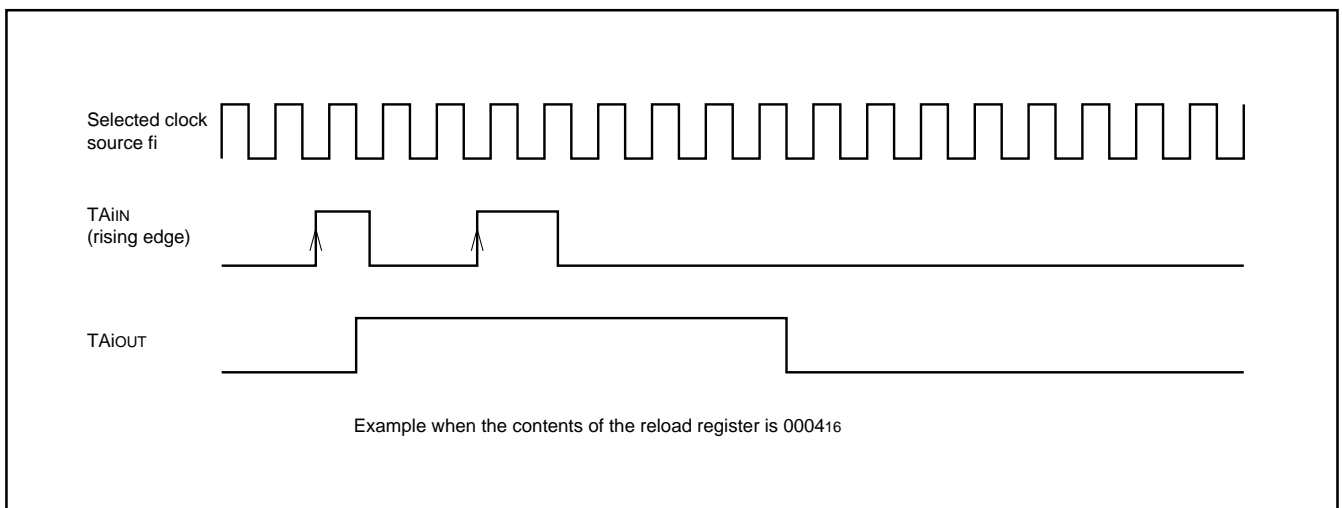 Selected clock
source fi
TAiIN
(rising edge)
TAiOUT
Example when the contents of the reload register is 000416